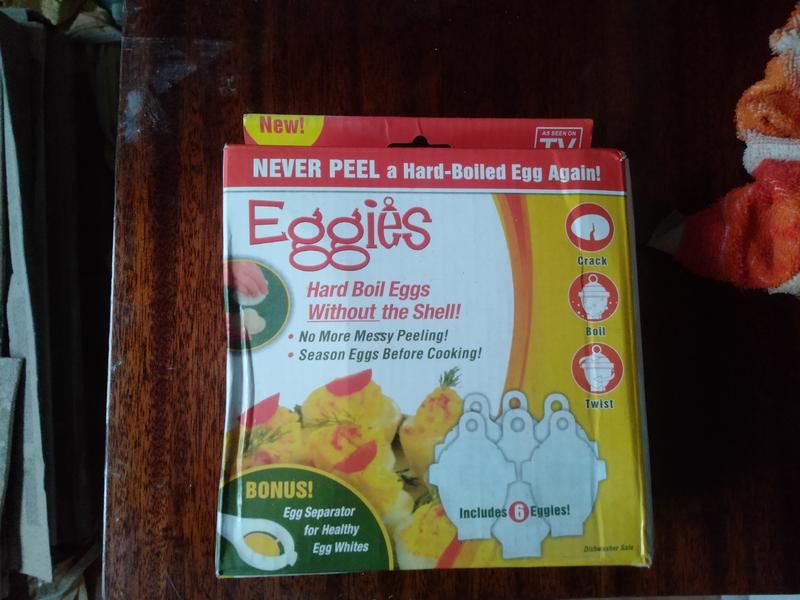 New!
AS SEEN ON
TV
NEVER PEEL a Hard-Boiled Egg Again!
Eggies
Hard Boil Eggs
Without the Shell!
• No More Messy Peeling!
• Season Eggs Before Cooking!
Crack
Boil
Twist
BONUS!
Egg Separator
for Healthy
Egg Whites
Includes 6 Eggies!
Dishwasher Safe